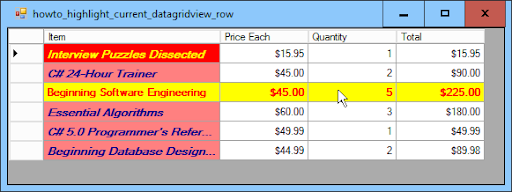 howto_highlight_current_datagridview_row
Item Price Each Quantity Total
Interview Puzzles Dissected $15.95 1 $15.95
C# 24-Hour Trainer $45.00 2 $90.00
Beginning Software Engineering $45.00 5 $225.00
Essential Algorithms $60.00 3 $180.00
C# 5.0 Programmer's Refer... $49.99 1 $49.99
Beginning Database Design... $44.99 2 $89.98